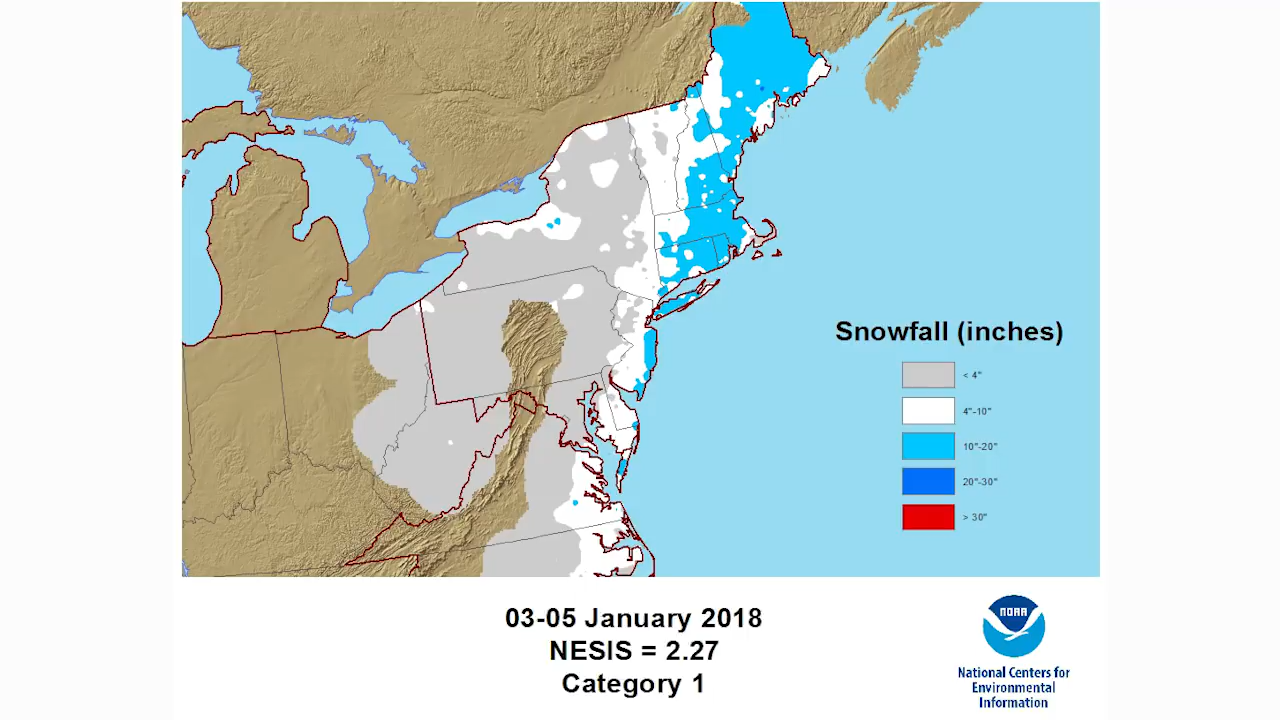 Snowfall (inches)
< 4"
4"-10"
10"-20"
20"-30"
> 30"
03-05 January 2018
NESIS = 2.27
Category 1
NOAA
National Centers for
Environmental
Information